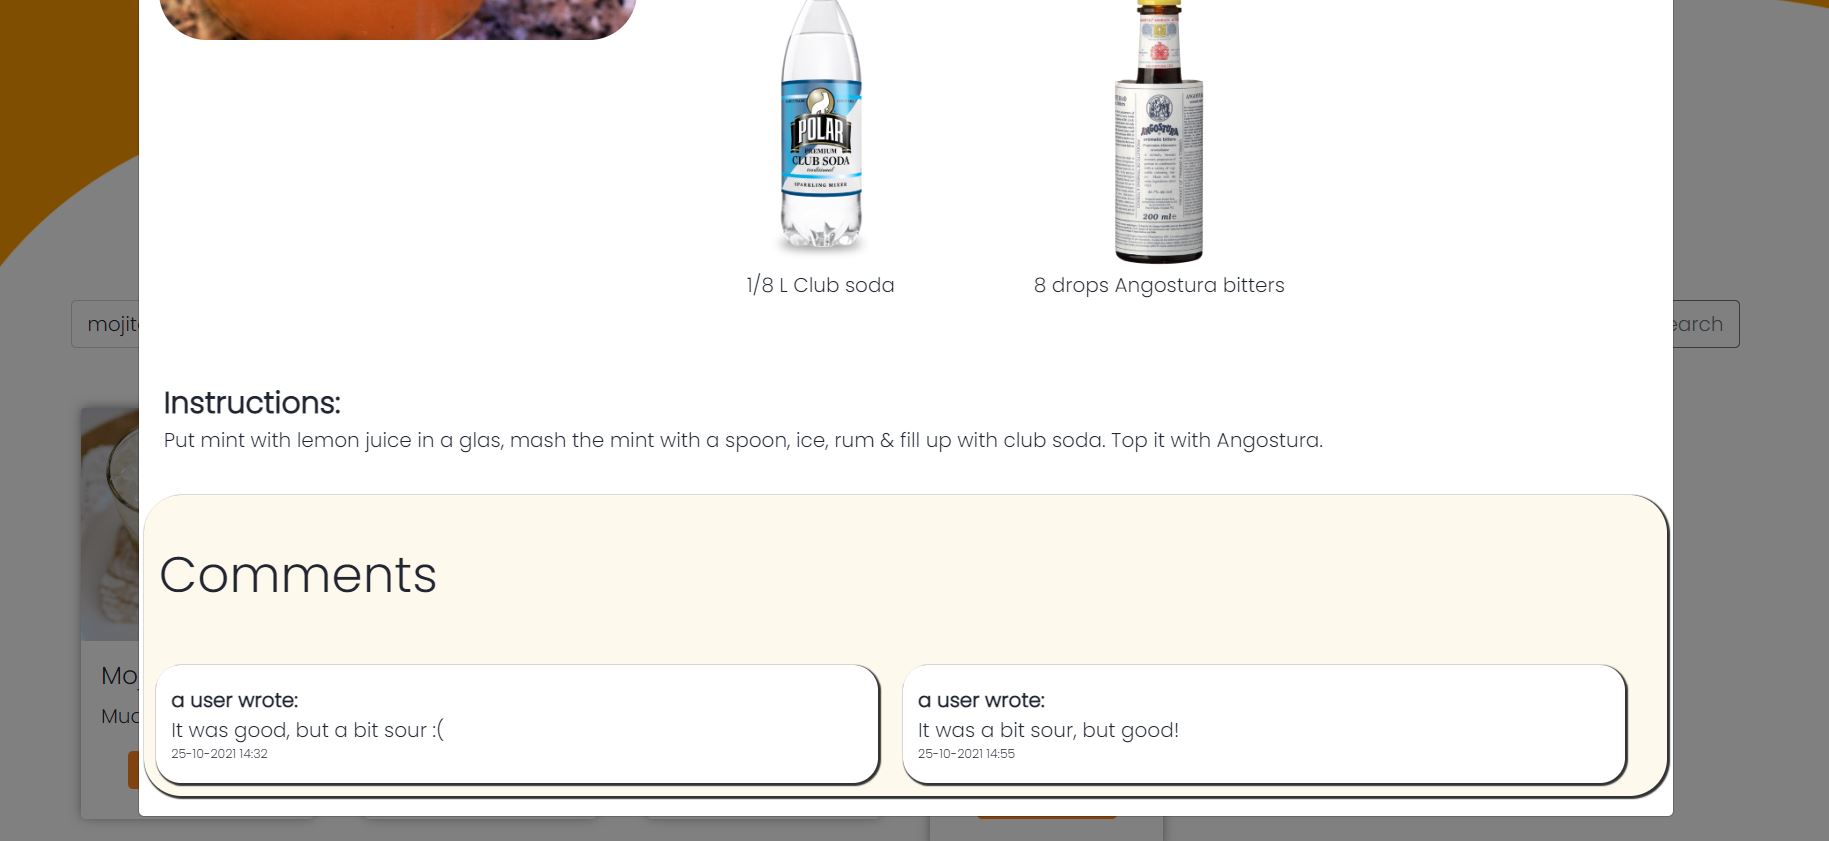 POLAR
PREMIUM
CLUB SODA
traditional
SPARKLING MIXER
ANGOSTURA
aromatic bitters
200 ml e
1/8 L Club soda
8 drops Angostura bitters
mojit
earch
Instructions:
Put mint with lemon juice in a glas, mash the mint with a spoon, ice, rum & fill up with club soda. Top it with Angostura.
Comments
Moj
Muc
a user wrote:
It was good, but a bit sour :(
25-10-2021 14:32
a user wrote:
It was a bit sour, but good!
25-10-2021 14:55